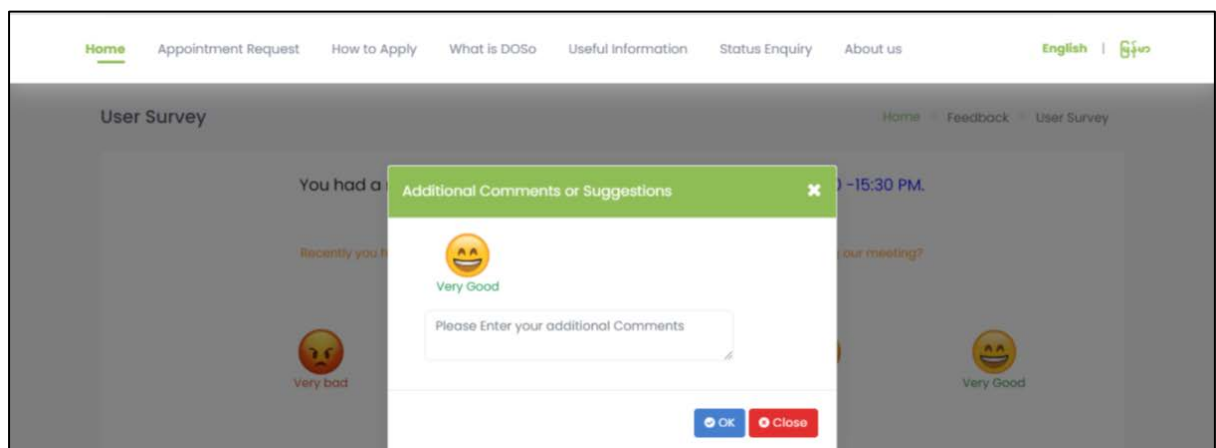 Home Appointment Request How to Apply What is DOSo Useful Information Status Enquiry About us English | မြန်မာ
User Survey Home Feedback User Survey
You had a -15:30 PM.
Additional Comments or Suggestions
Recently you our meeting?
Very Good
Please Enter your additional Comments
Very bad Very Good
OK Close